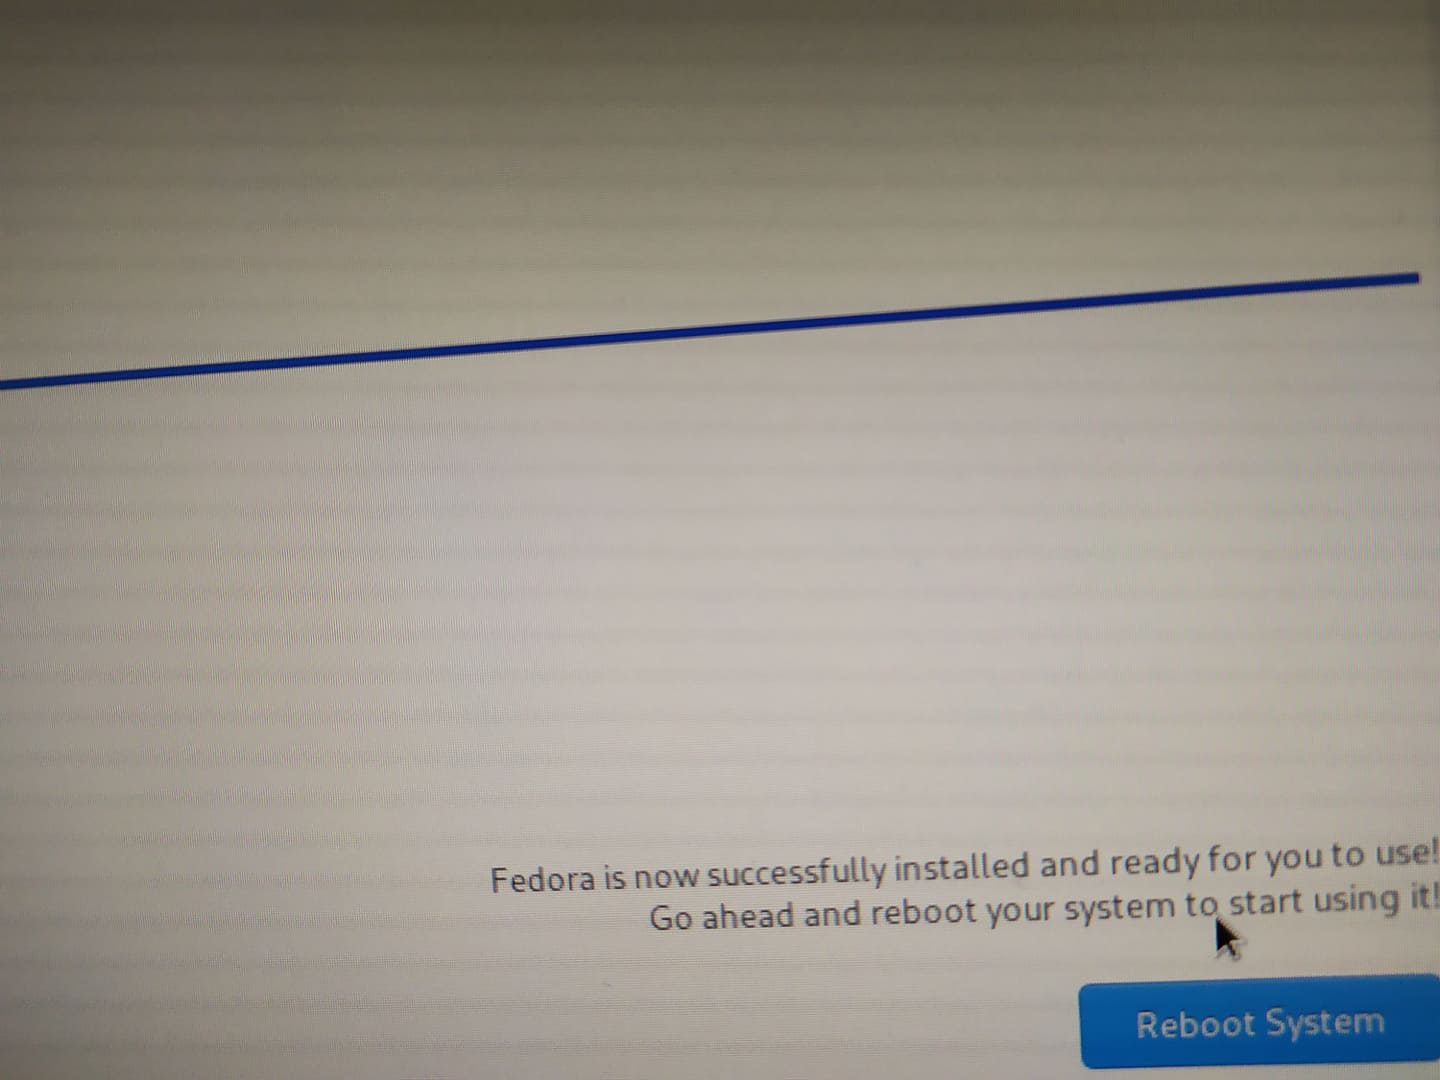 Fedora is now successfully installed and ready for you to use!
Go ahead and reboot your system to start using it!
Reboot System